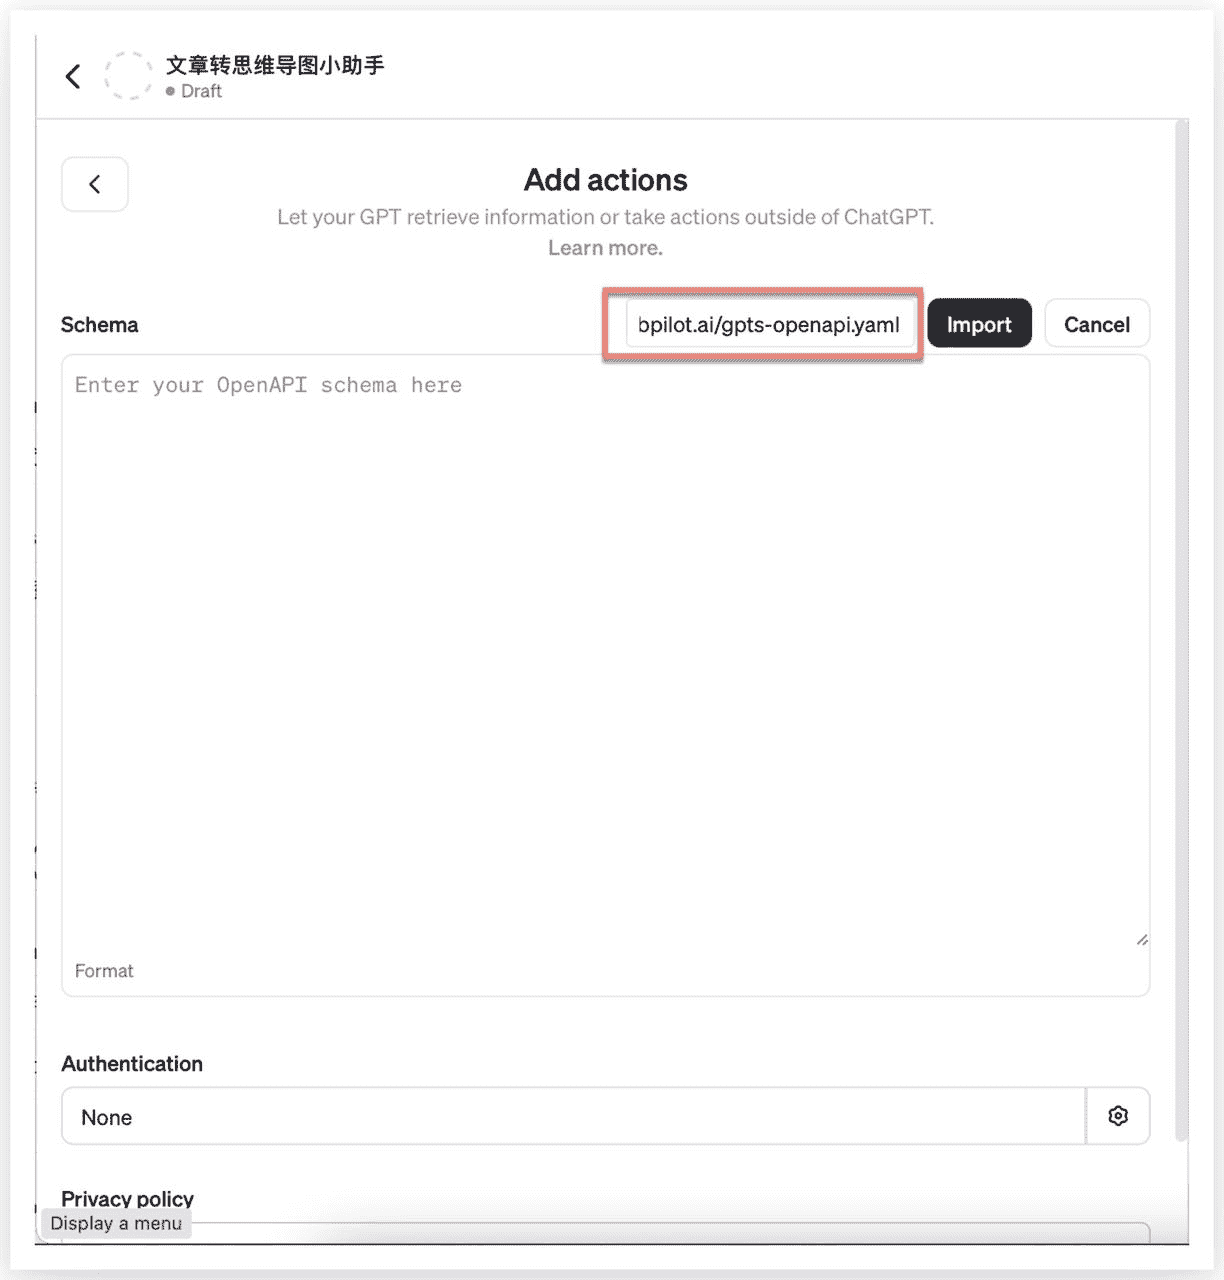 文章转思维导图小助手
Draft
Add actions
Let your GPT retrieve information or take actions outside of ChatGPT.
Learn more.
Schema
bpilot.ai/gpts-openapi.yaml
Import
Cancel
Enter your OpenAPI schema here
Format
Authentication
None
Privacy policy
Display a menu